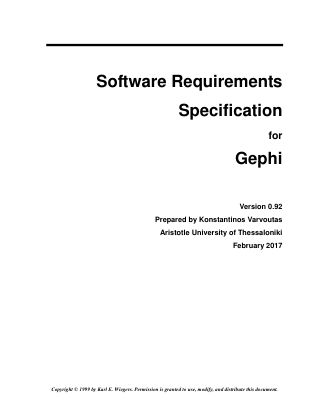 Software Requirements
Specification
for
Gephi
Version 0.92
Prepared by Konstantinos Varvoutas
Aristotle University of Thessaloniki
February 2017
Copyright © 1999 by Karl E. Wiegers. Permission is granted to use, modify, and distribute this document.